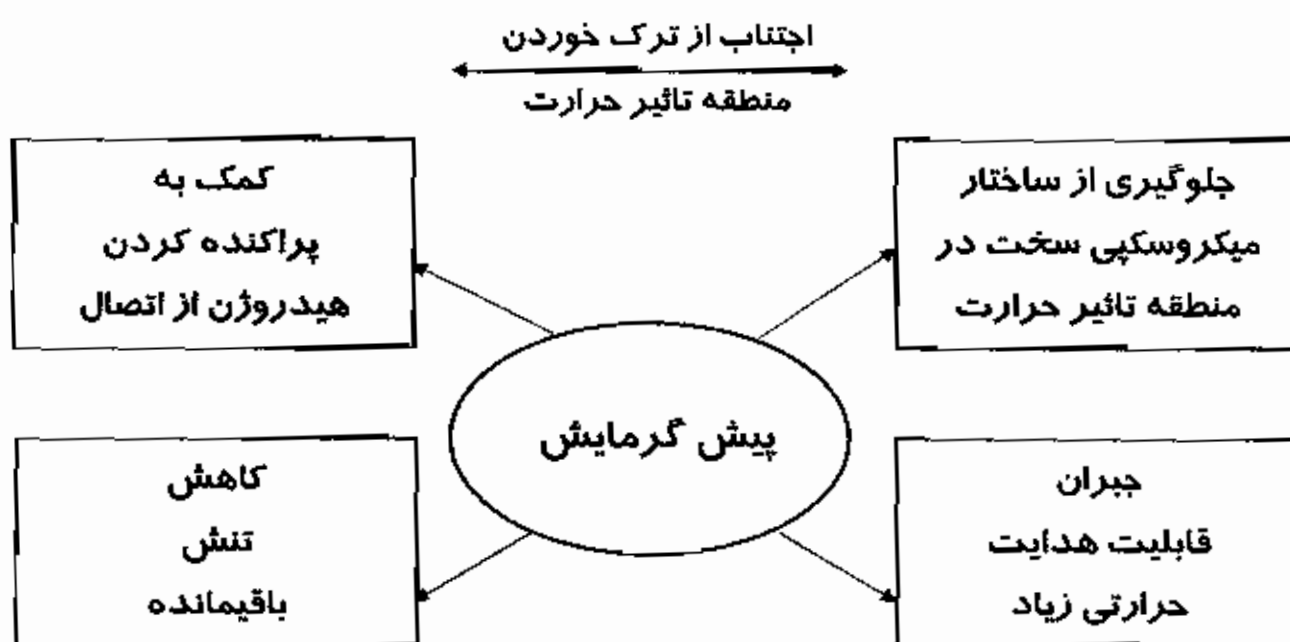 اجتناب از ترک خوردن
منطقه تاثیر حرارت
جلوگیری از ساختار
میکروسکپی سخت در
منطقه تاثیر حرارت
کمک به
پراکنده کردن
هیدروژن از اتصال
پیش گرمایش
جبران
قابلیت هدایت
حرارتی زیاد
کاهش
تنش
باقیمانده